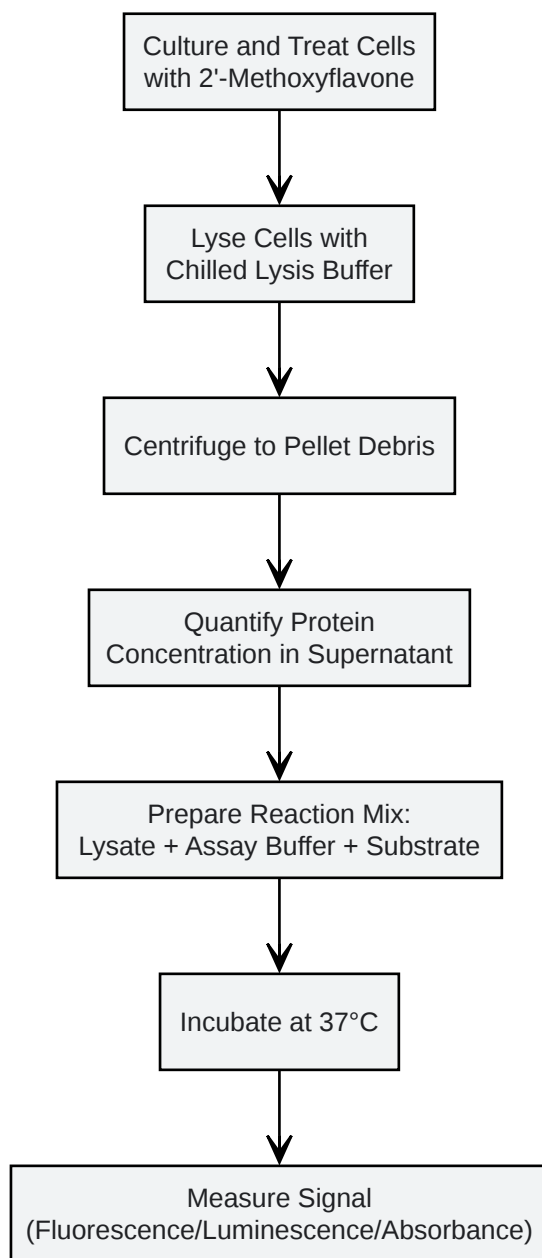 Culture and Treat Cells
with 2'-Methoxyflavone
Lyse Cells with
Chilled Lysis Buffer
Centrifuge to Pellet Debris
Quantify Protein
Concentration in Supernatant
Prepare Reaction Mix:
Lysate + Assay Buffer + Substrate
Incubate at 37°C
Measure Signal
(Fluorescence/Luminescence/Absorbance)